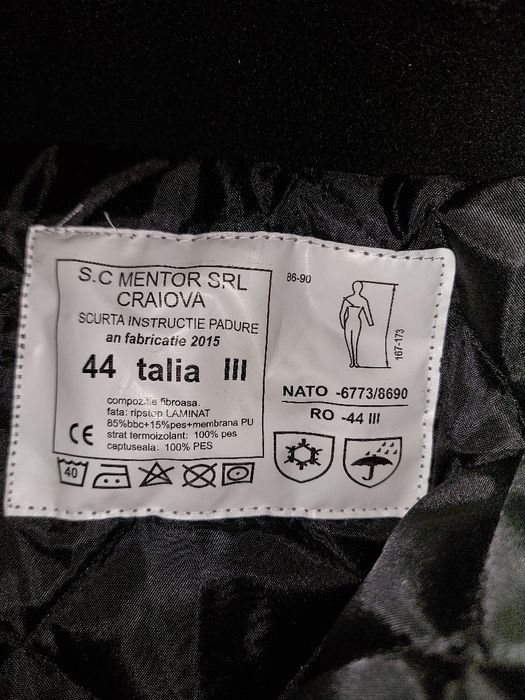 S.C MENTOR SRL
CRAIOVA
SCURTA INSTRUCTIE PADURE
an fabricatie 2015
44 talia III
compozitie fibroasa.
fata: ripstop LAMINAT
85%bbc+15%pes+membrana PU
strat termoizolant: 100% pes
captuseala: 100% PES
CE
40
86-90
167-173
NATO -6773/8690
RO -44 III